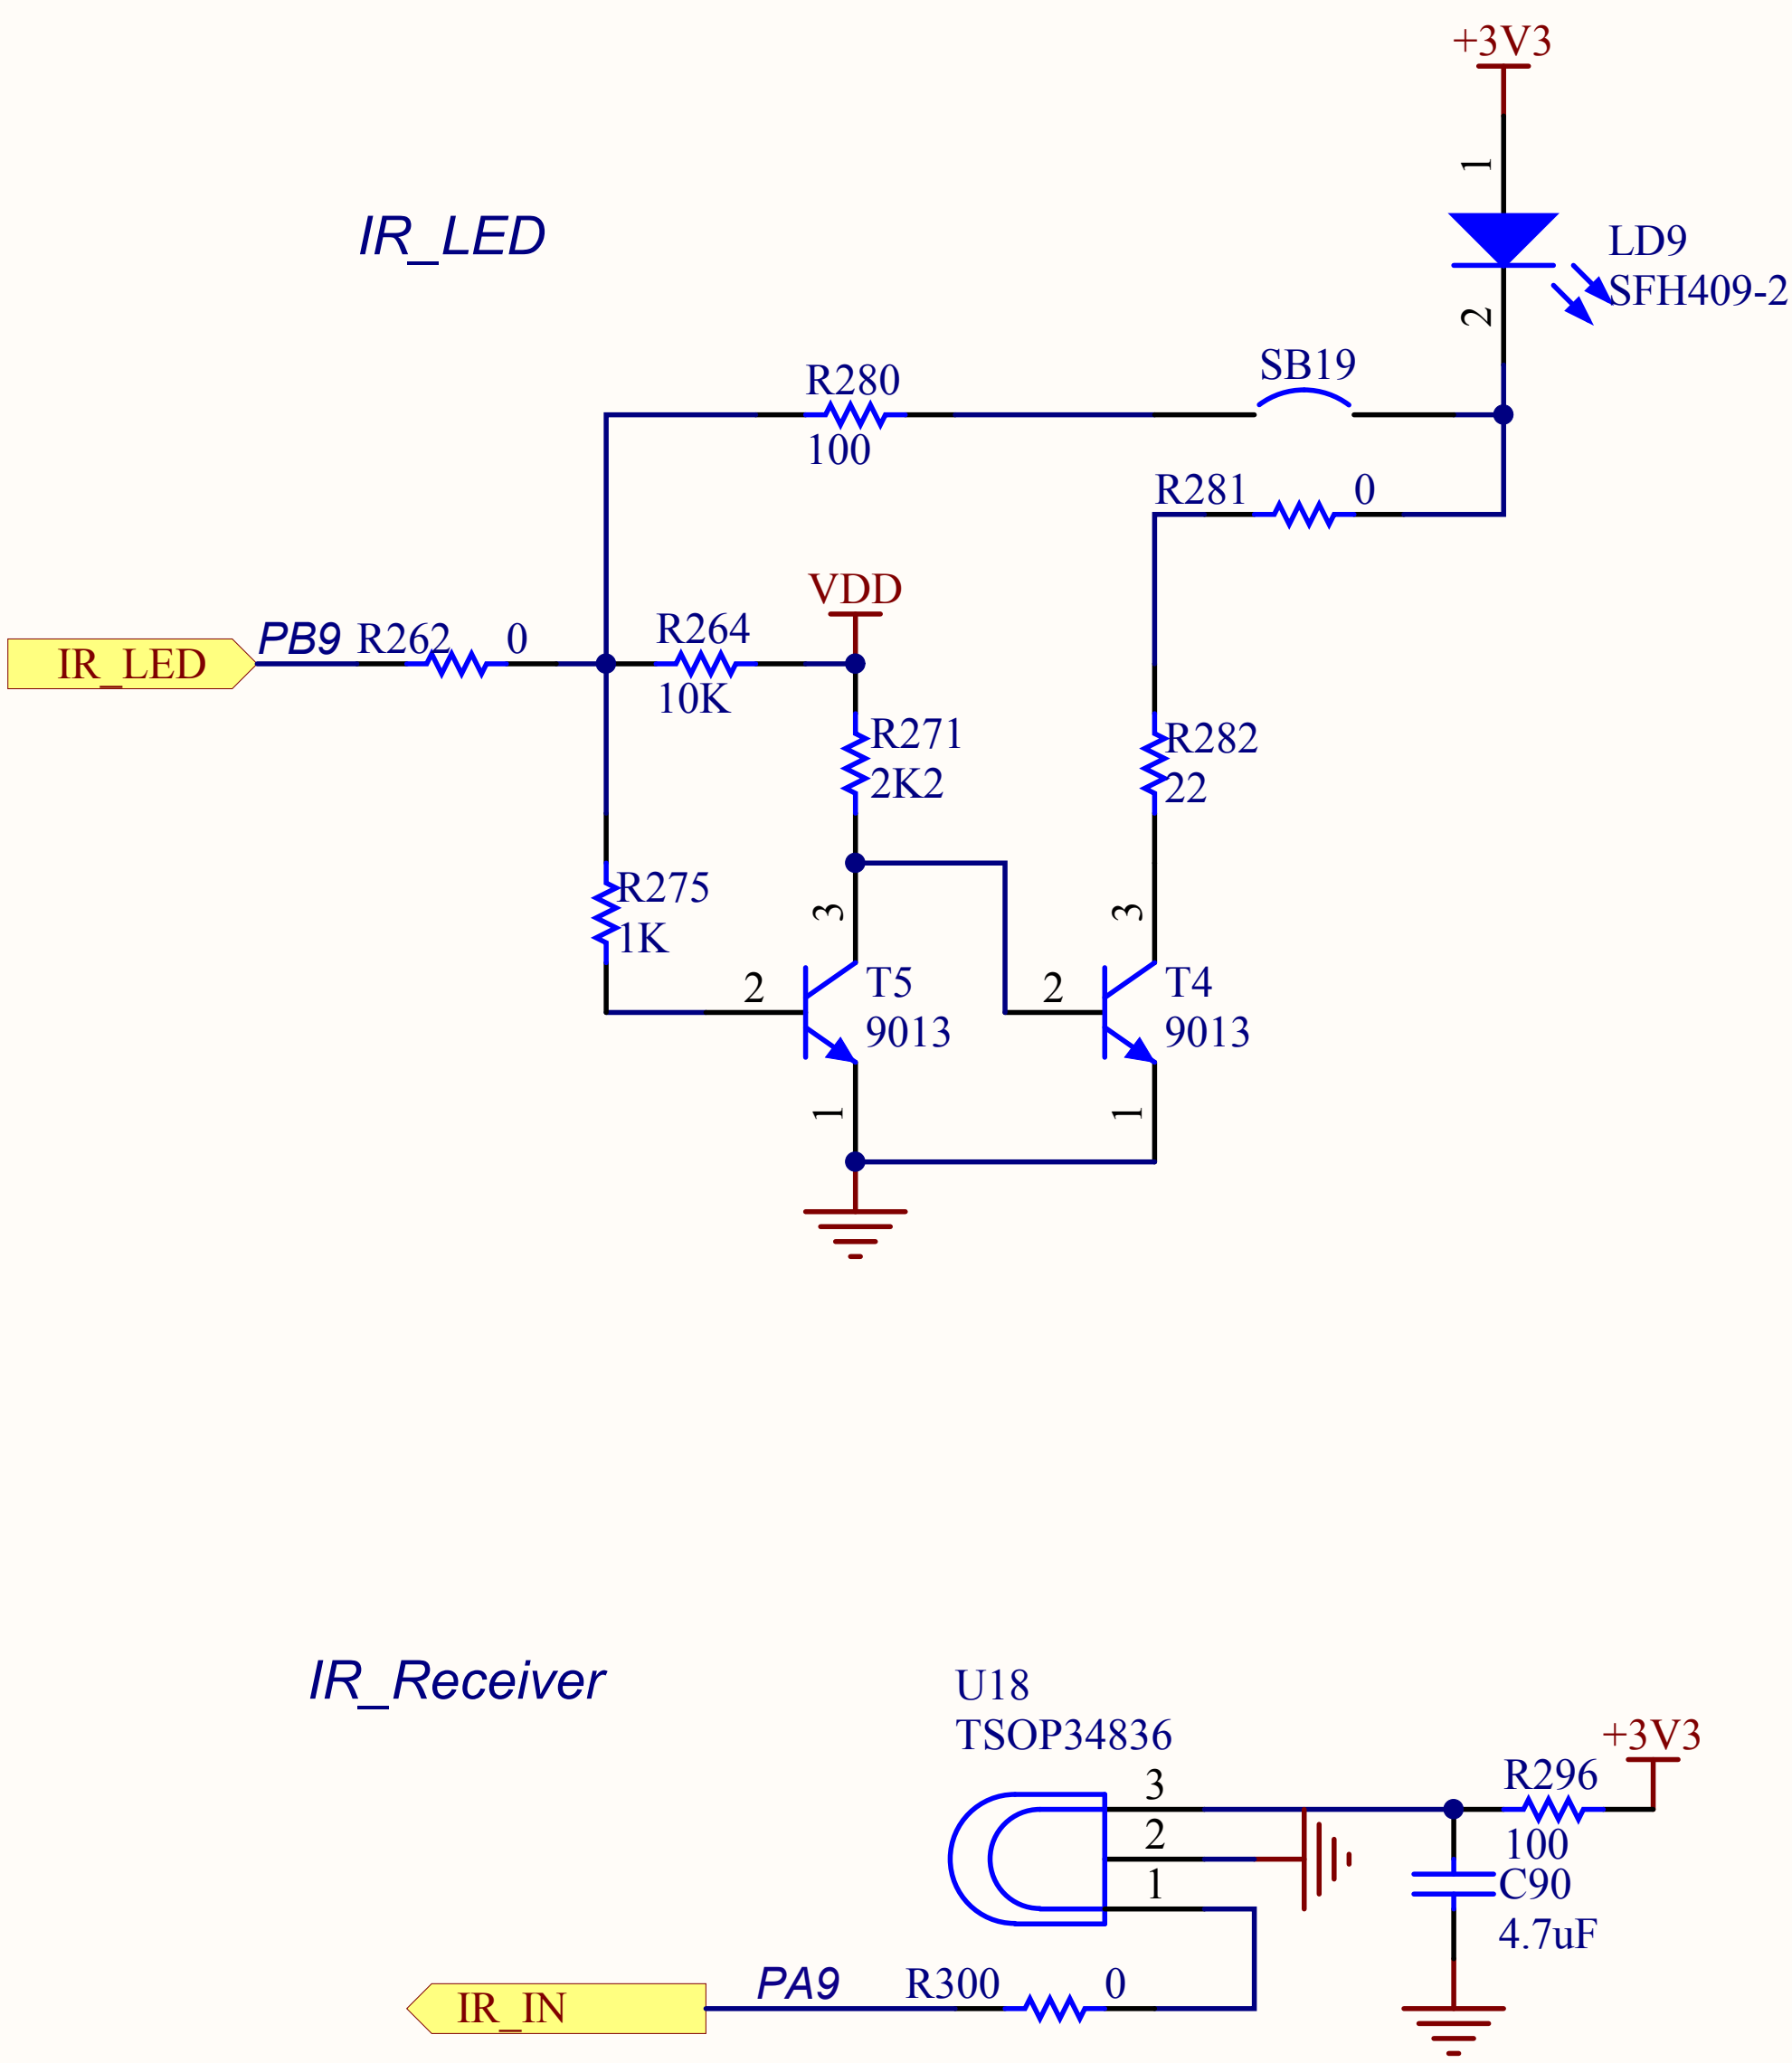 +3V3
1
IR_LED
LD9
SFH409-2
2
R280
SB19
100
R281 0
VDD
IR_LED
PB9
R262 0
R264
10K
R271
2K2
R282
22
R275
1K
3
3
2
T5
9013
2
T4
9013
1
1
IR_Receiver
U18
TSOP34836
+3V3
3
R296
100
2
1
C90
4.7uF
IR_IN
PA9
R300 0